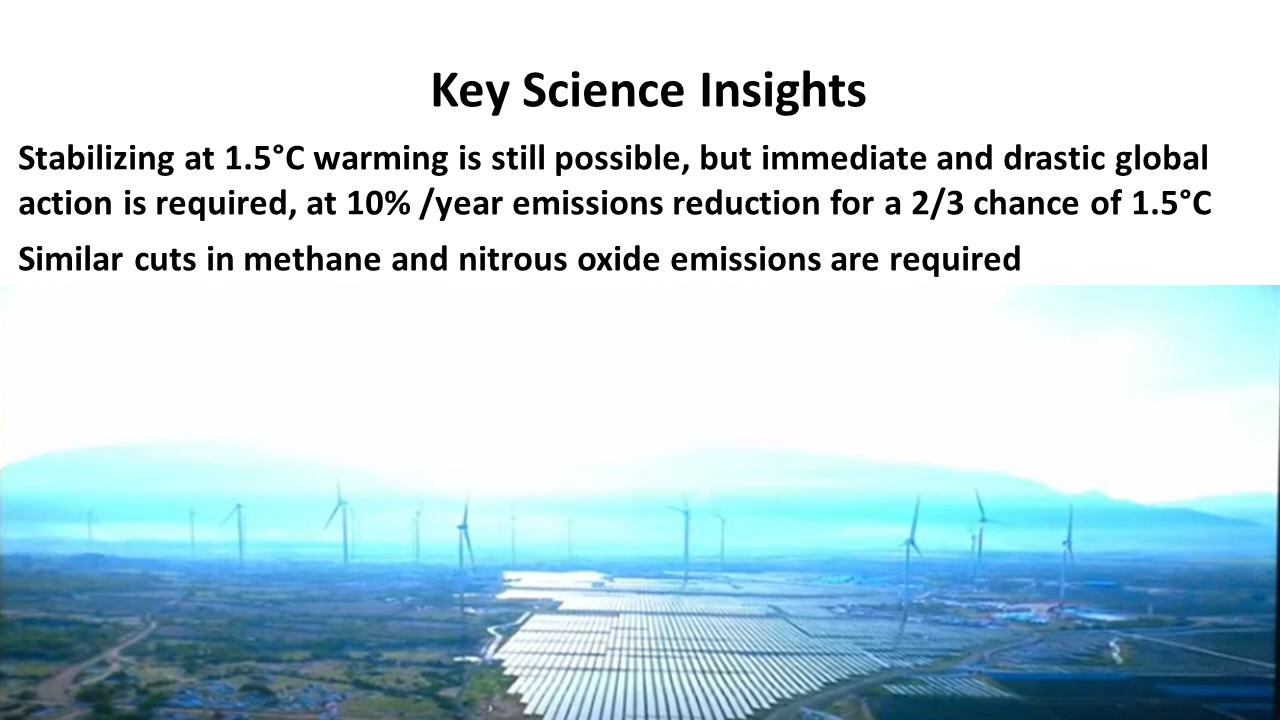 Key Science Insights
Stabilizing at 1.5°C warming is still possible, but immediate and drastic global
action is required, at 10% /year emissions reduction for a 2/3 chance of 1.5°C
Similar cuts in methane and nitrous oxide emissions are required